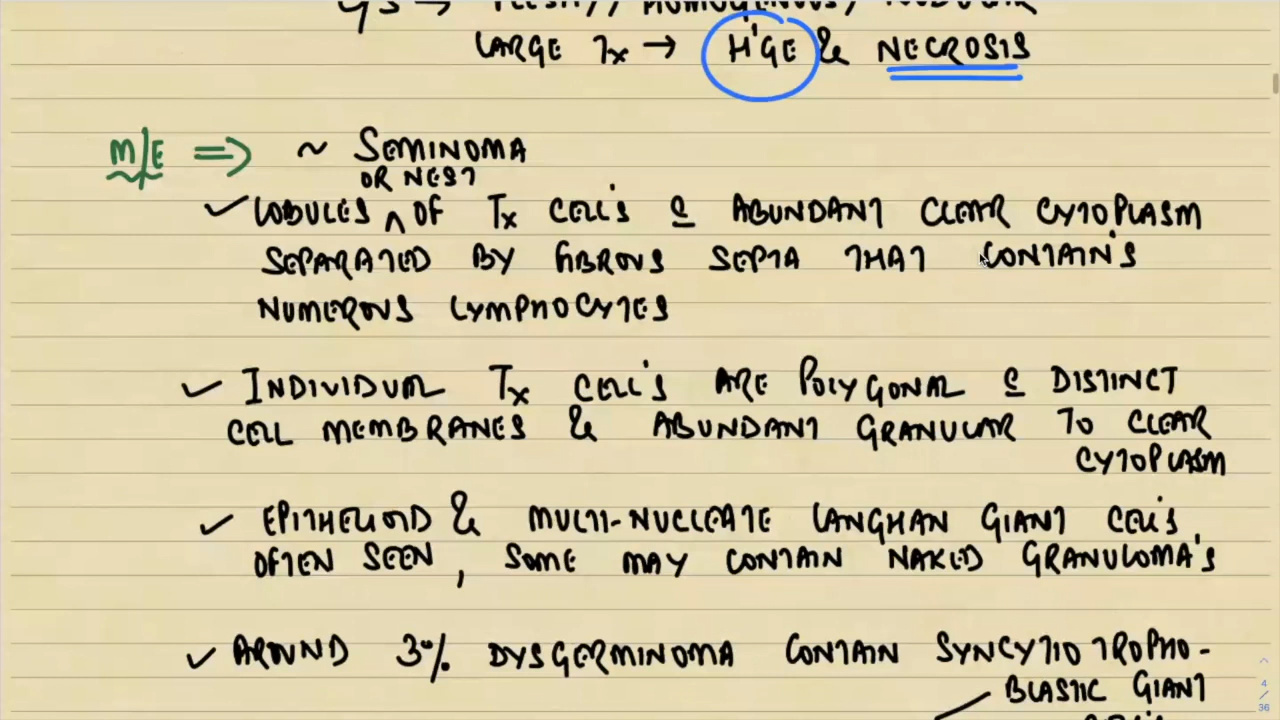 LARGE Tx → H'GE & NECROSIS
M/E ⇒ ~ SEMINOMA
OR NEST
✓ LOBULES ^ OF Tx CELL'S c̄ ABUNDANT CLEAR CYTOPLASM
SEPARATED BY FIBROUS SEPTA THAT CONTAIN'S
NUMEROUS LYMPHOCYTES
✓ INDIVIDUAL Tx CELL'S ARE POLYGONAL c̄ DISTINCT
CELL MEMBRANES & ABUNDANT GRANULAR TO CLEAR
CYTOPLASM
✓ EPITHELIOID & MULTI-NUCLEATE LANGHAN GIANT CELL'S
OFTEN SEEN, SOME MAY CONTAIN NAKED GRANULOMA'S
✓ AROUND 3% DYSGERMINOMA CONTAIN SYNCYTIOTROPHO-
BLASTIC GIANT
4
/
36